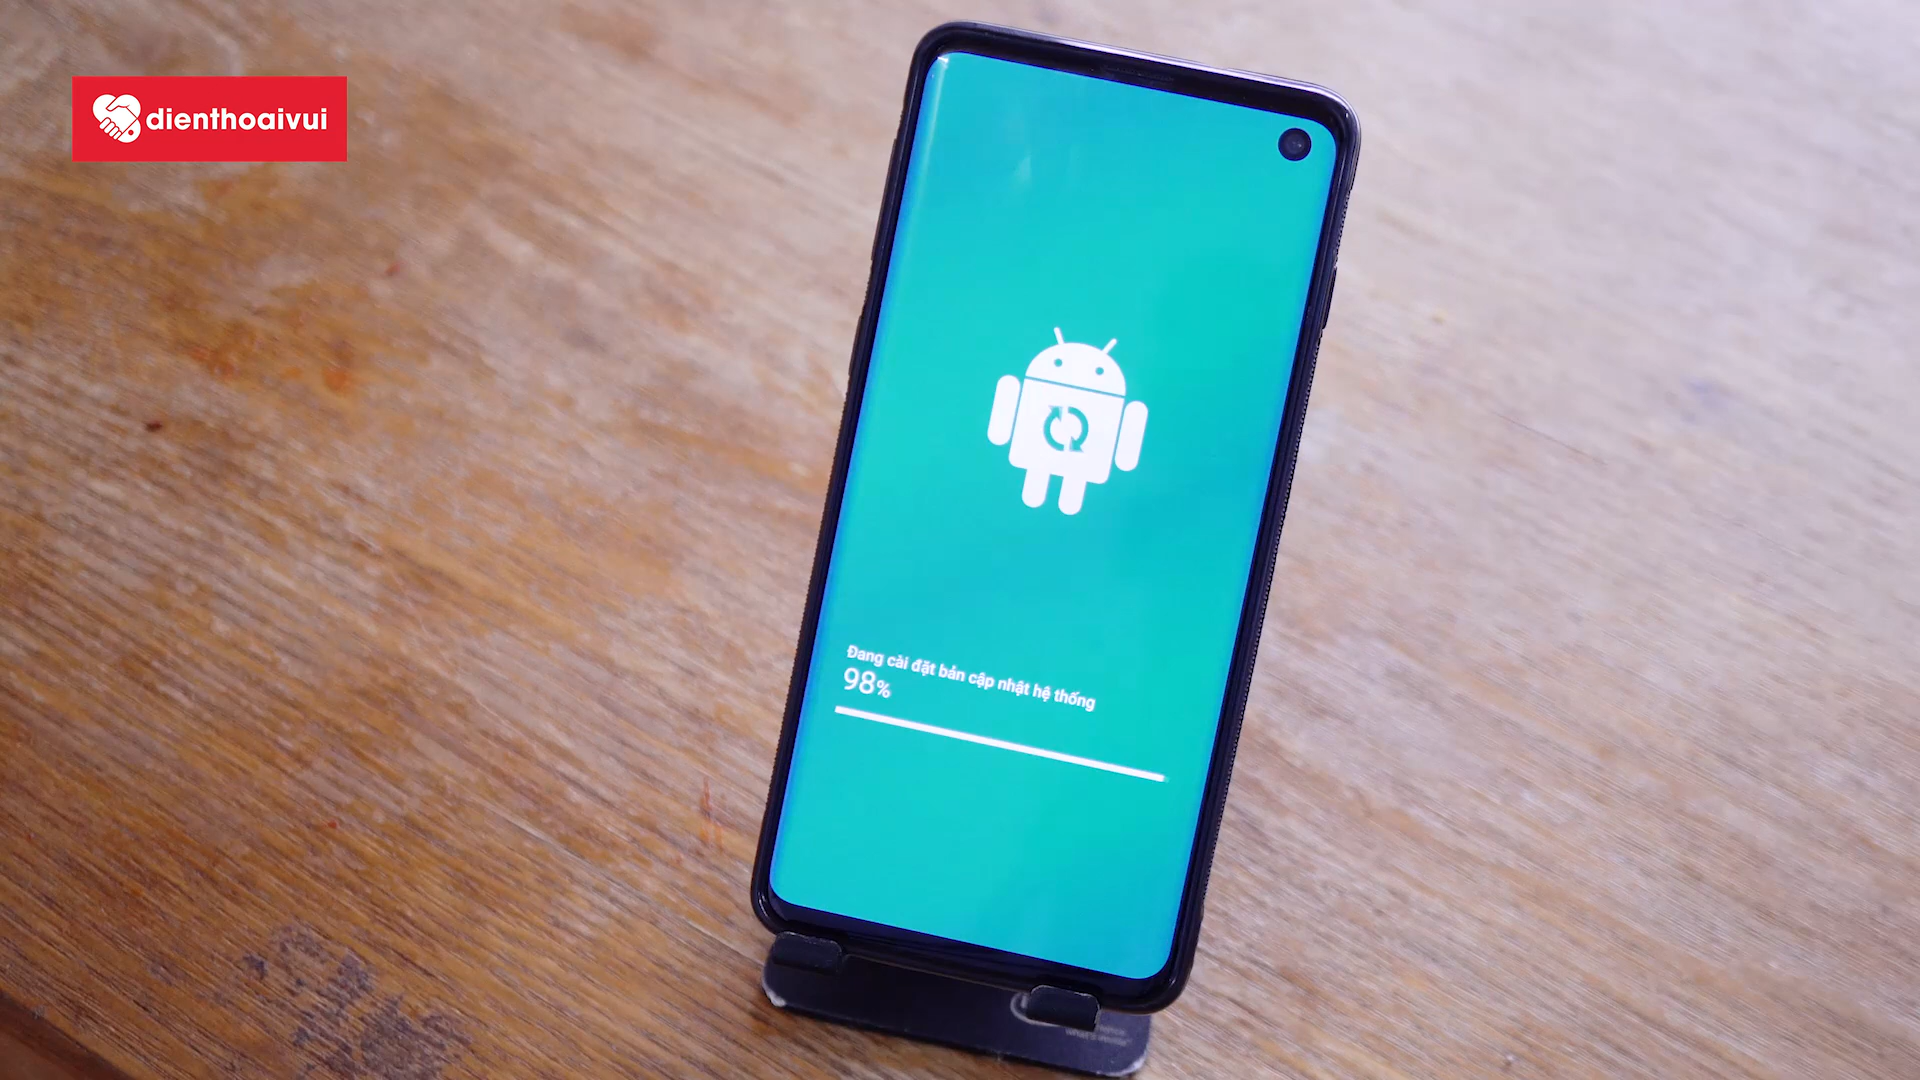 dienthoaivui
Đang cài đặt bản cập nhật hệ thống
98%